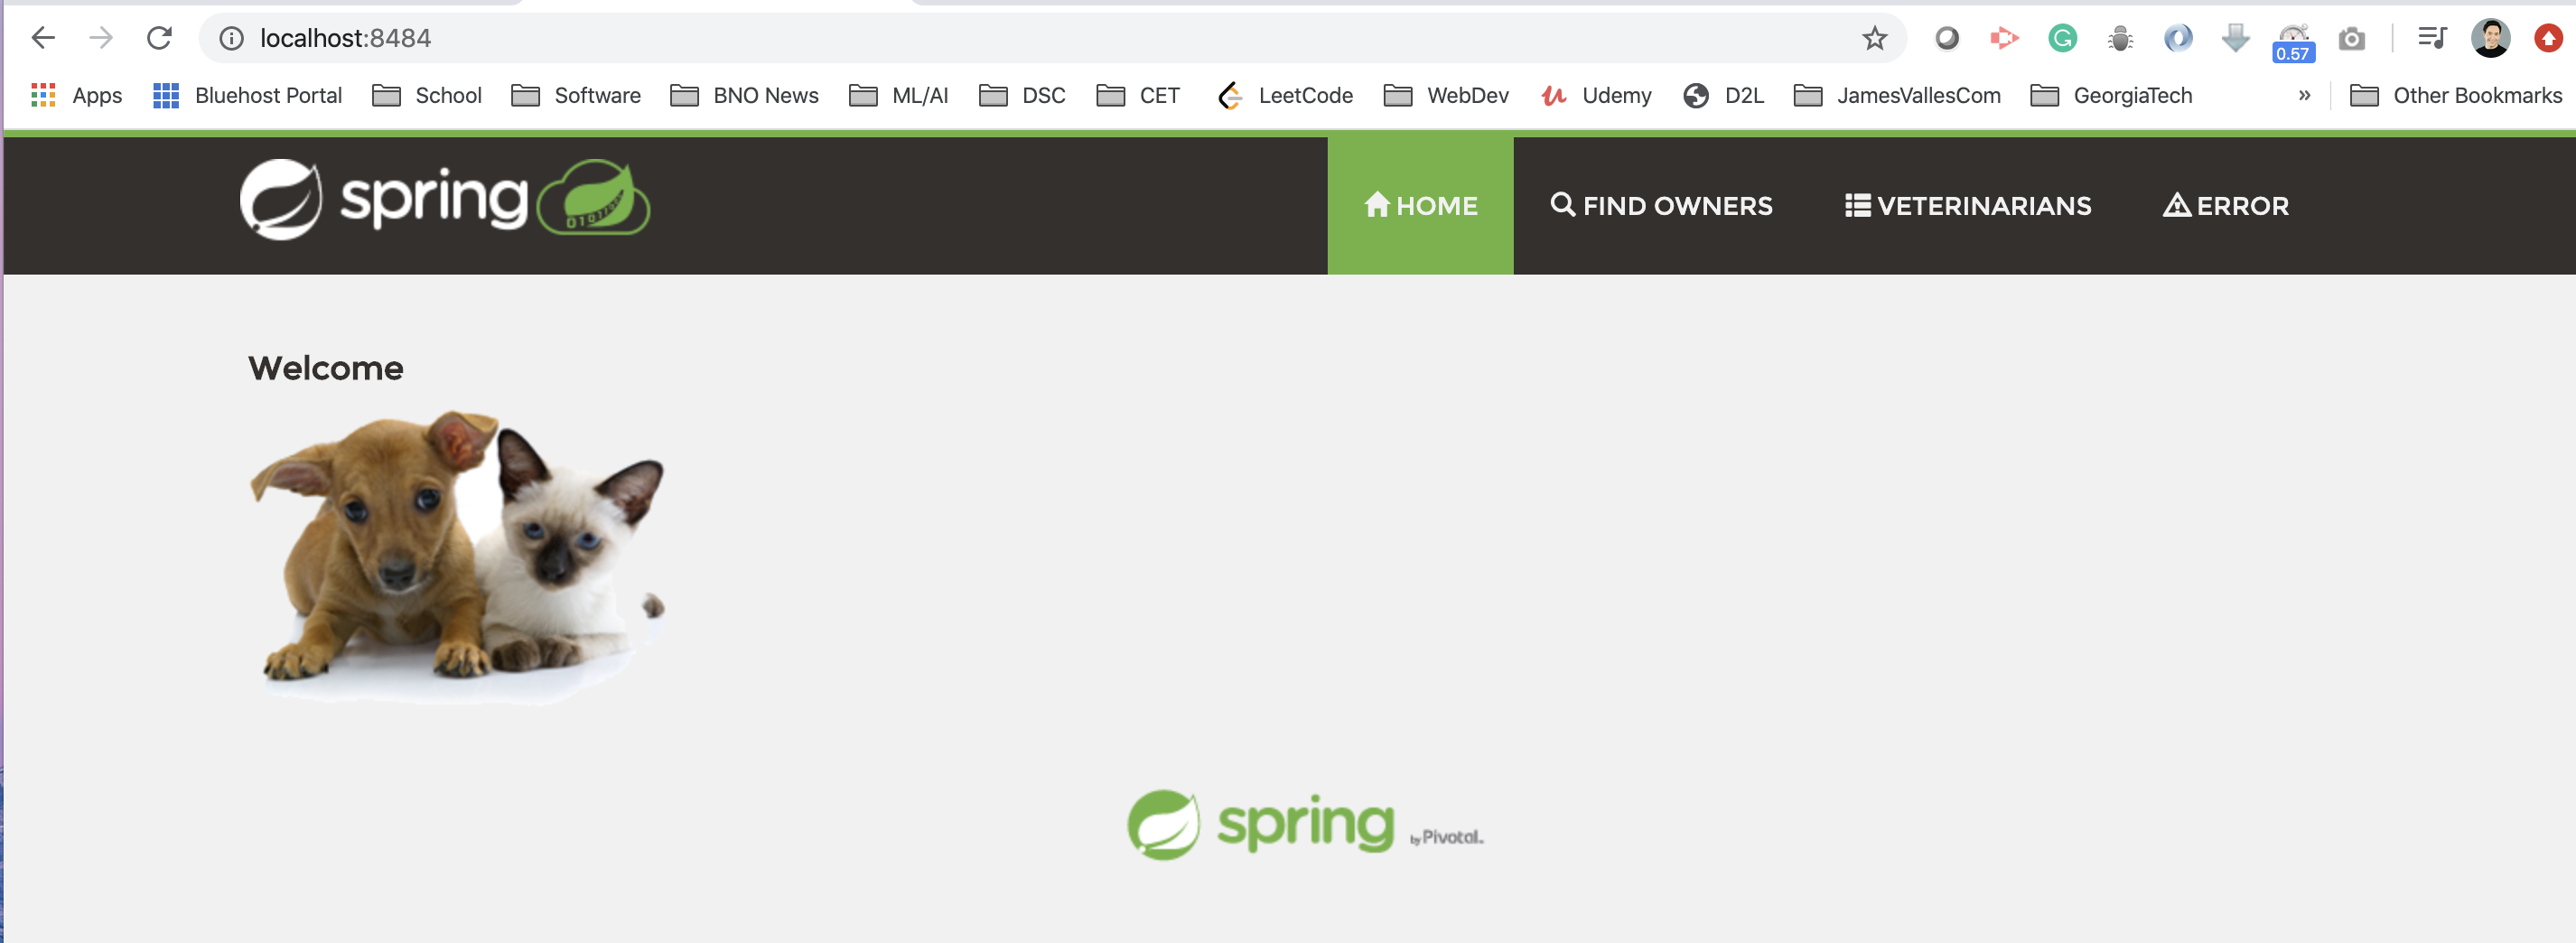 localhost:8484
0.57
Apps Bluehost Portal School Software BNO News ML/AI DSC CET LeetCode WebDev Udemy D2L JamesVallesCom GeorgiaTech » Other Bookmarks
spring HOME FIND OWNERS VETERINARIANS ERROR
Welcome
spring by Pivotal